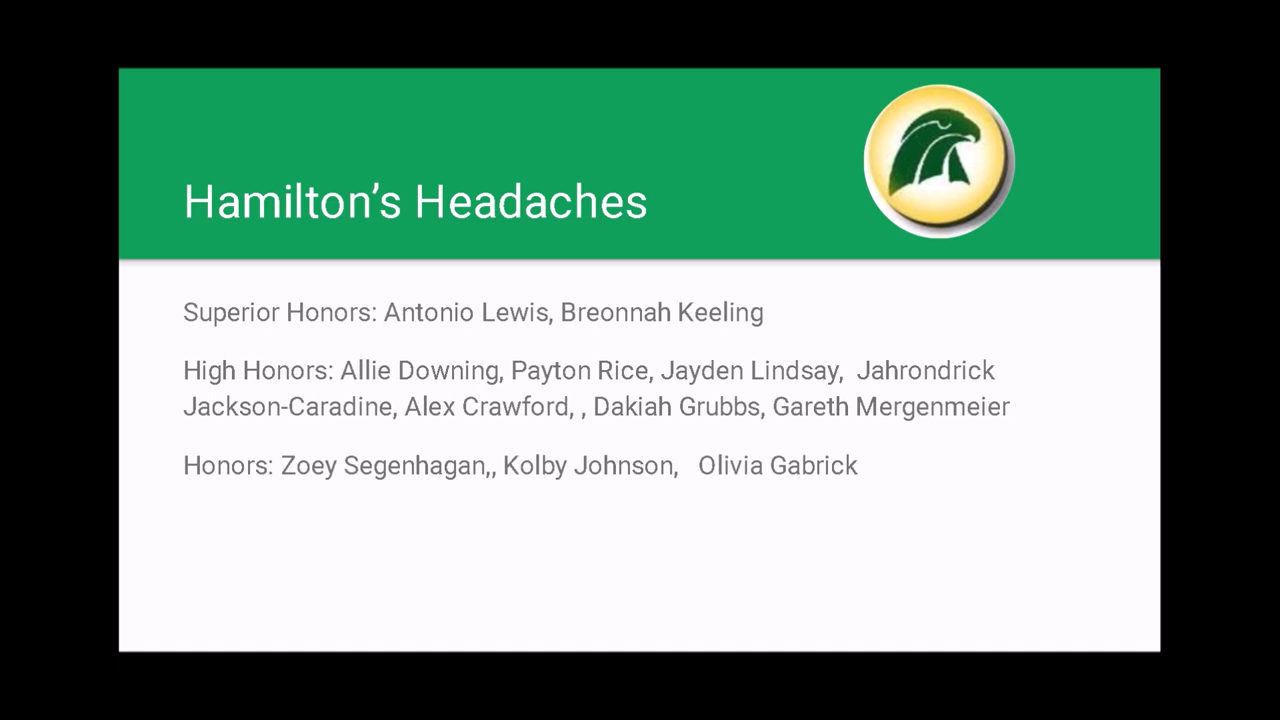 Hamilton’s Headaches
Superior Honors: Antonio Lewis, Breonnah Keeling
High Honors: Allie Downing, Payton Rice, Jayden Lindsay,  Jahrondrick
Jackson-Caradine, Alex Crawford, , Dakiah Grubbs, Gareth Mergenmeier
Honors: Zoey Segenhagan,, Kolby Johnson,   Olivia Gabrick